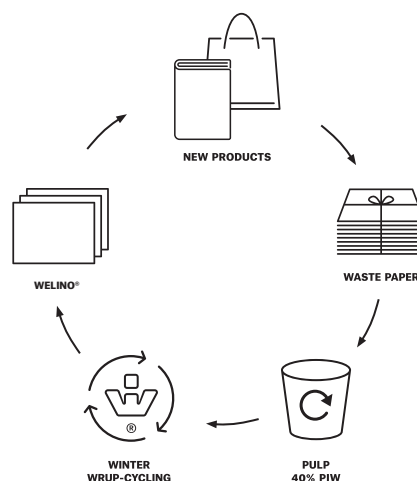 NEW PRODUCTS
WASTE PAPER
WELINO®
®
WINTER
WRUP-CYCLING
PULP
40% PIW